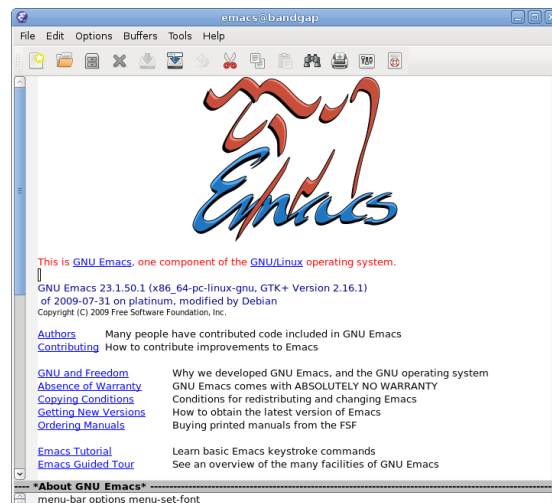 emacs@bandgap
File Edit Options Buffers Tools Help
Emacs
This is GNU Emacs, one component of the GNU/Linux operating system.
GNU Emacs 23.1.50.1 (x86_64-pc-linux-gnu, GTK+ Version 2.16.1)
of 2009-07-31 on platinum, modified by Debian
Copyright (C) 2009 Free Software Foundation, Inc.
Authors Many people have contributed code included in GNU Emacs
Contributing How to contribute improvements to Emacs
GNU and Freedom Why we developed GNU Emacs, and the GNU operating system
Absence of Warranty GNU Emacs comes with ABSOLUTELY NO WARRANTY
Copying Conditions Conditions for redistributing and changing Emacs
Getting New Versions How to obtain the latest version of Emacs
Ordering Manuals Buying printed manuals from the FSF
Emacs Tutorial Learn basic Emacs keystroke commands
Emacs Guided Tour See an overview of the many facilities of GNU Emacs
*About GNU Emacs*
menu-bar options menu-set-font